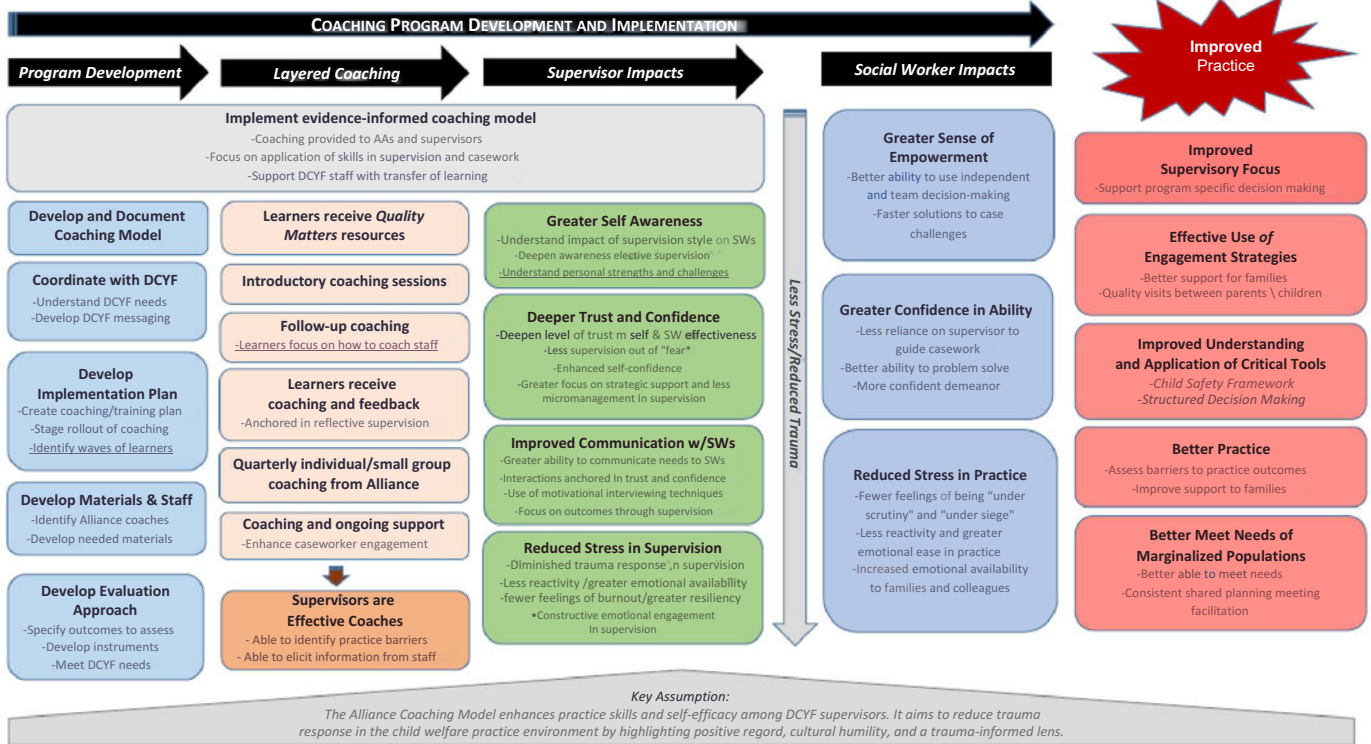 COACHING PROGRAM DEVELOPMENT AND IMPLEMENTATION
Improved
Practice
Program Development
Layered Coaching
Supervisor Impacts
Social Worker Impacts
Implement evidence-informed coaching model
-Coaching provided to AAs and supervisors
-Focus on application of skills in supervision and casework
-Support DCYF staff with transfer of learning
Develop and Document
Coaching Model
Coordinate with DCYF
-Understand DCYF needs
-Develop DCYF messaging
Develop
Implementation Plan
-Create coaching/training plan
-Stage rollout of coaching
-Identify waves of learners
Develop Materials & Staff
-Identify Alliance coaches
-Develop needed materials
Develop Evaluation
Approach
-Specify outcomes to assess
-Develop instruments
-Meet DCYF needs
Learners receive Quality
Matters resources
Introductory coaching sessions
Follow-up coaching
-Learners focus on how to coach staff
Learners receive
coaching and feedback
-Anchored in reflective supervision
Quarterly individual/small group
coaching from Alliance
Coaching and ongoing support
-Enhance caseworker engagement
Supervisors are
Effective Coaches
- Able to identify practice barriers
- Able to elicit information from staff
Greater Self Awareness
-Understand impact of supervision style on SWs
-Deepen awareness elective supervision
-Understand personal strengths and challenges
Deeper Trust and Confidence
-Deepen level of trust m self & SW effectiveness
-Less supervision out of "fear*
-Enhanced self-confidence
-Greater focus on strategic support and less
micromanagement In supervision
Improved Communication w/SWs
-Greater ability to communicate needs to SWs
-Interactions anchored In trust and confidence
-Use of motivational interviewing techniques
-Focus on outcomes through supervision
Reduced Stress in Supervision
-D1minished trauma response',n supervision
-Less reactivity /greater emotional availability
-fewer feelings of burnout/greater resiliency
•Constructive emotional engagement
In supervision
Less Stress/Reduced Trauma
Greater Sense of
Empowerment
-Better ability to use independent
and team decision-making
-Faster solutions to case
challenges
Greater Confidence in Ability
-Less reliance on supervisor to
guide casework
-Better ability to problem solve
-More confident demeanor
Reduced Stress in Practice
-Fewer feelings of being "under
scrutiny" and "under siege"
-Less reactivity and greater
emotional ease in practice
-Increased emotional availability
to families and colleagues
Improved
Supervisory Focus
-Support program specific decision making
Effective Use of
Engagement Strategies
-Better support for families
-Quality visits between parents \ children
Improved Understanding
and Application of Critical Tools
-Child Safety Framework
-Structured Decision Making
Better Practice
-Assess barriers to practice outcomes
-Improve support to families
Better Meet Needs of
Marginalized Populations
-Better able to meet needs
-Consistent shared planning meeting
facilitation
Key Assumption:
The Alliance Coaching Model enhances practice skills and self-efficacy among DCYF supervisors. It aims to reduce trauma
response in the child welfare practice environment by highlighting positive regord, cultural humility, and a trauma-informed lens.